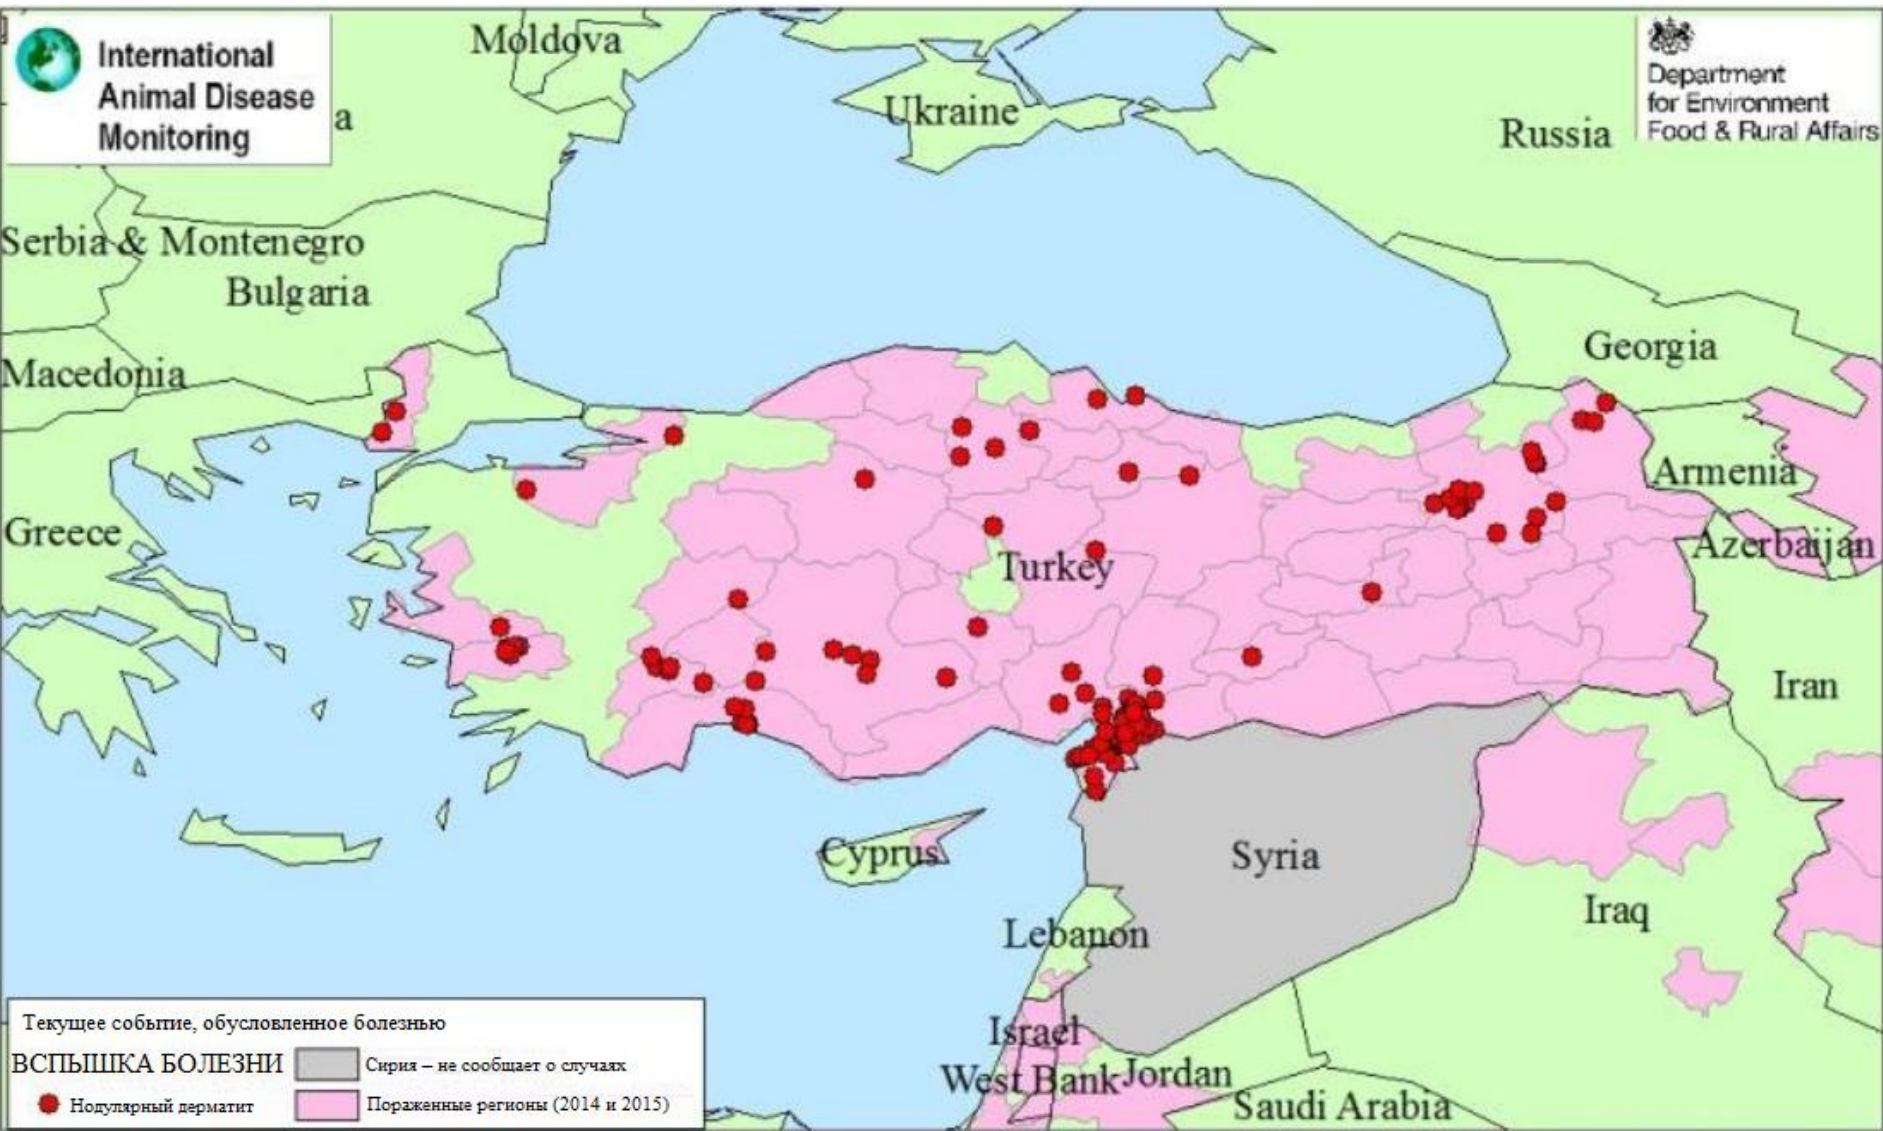 International
Animal Disease
Monitoring
Moldova
Department
for Environment
Food & Rural Affairs
a
Ukraine
Russia
Serbia & Montenegro
Bulgaria
Georgia
Macedonia
Armenia
Greece
Azerbaijan
Turkey
Iran
Cyprus
Syria
Iraq
Lebanon
Israel
West Bank
Jordan
Saudi Arabia
Текущее событие, обусловленное болезнью
ВСПЫШКА БОЛЕЗНИ
Сирия – не сообщает о случаях
Нодулярный дерматит
Пораженные регионы (2014 и 2015)